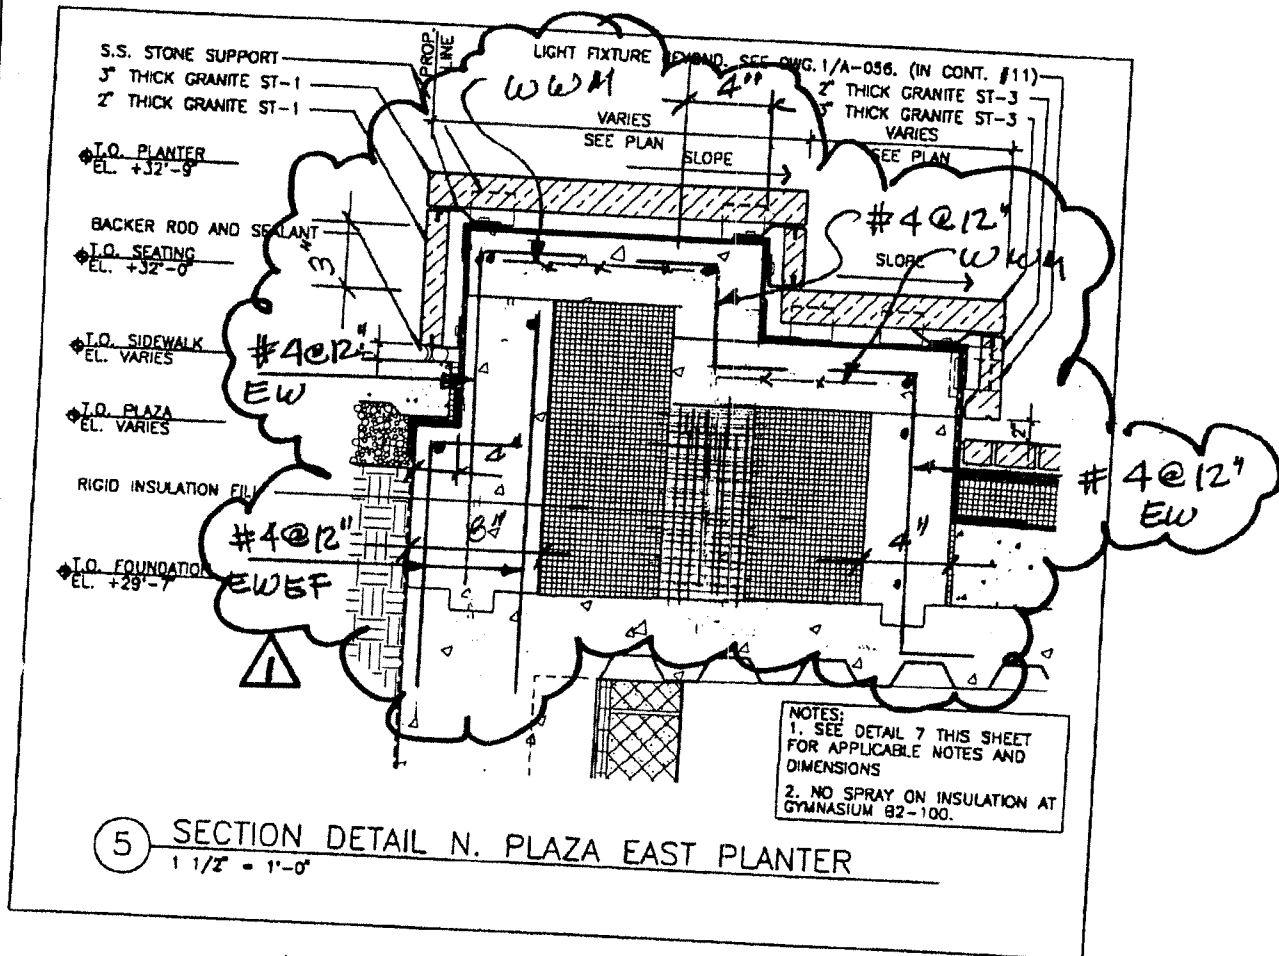 S.S. STONE SUPPORT
3" THICK GRANITE ST-1
2" THICK GRANITE ST-1
PROP. LINE
LIGHT FIXTURE BEYOND. SEE DWG. 1/A-056. (IN CONT. #11)
2" THICK GRANITE ST-3
3" THICK GRANITE ST-3
WWM
4"
VARIES
SEE PLAN
SLOPE
VARIES
SEE PLAN
T.O. PLANTER
EL. +32'-9"
BACKER ROD AND SEALANT
T.O. SEATING
EL. +32'-0"
3"
#4@12"
SLOPE
WWM
T.O. SIDEWALK
EL. VARIES
#4@12"
EW
T.O. PLAZA
EL. VARIES
2"
RIGID INSULATION FILL
4"
#4@12"
EW
8"
4"
#4@12"
EWEF
T.O. FOUNDATION
EL. +29'-7"
1
NOTES:
1. SEE DETAIL 7 THIS SHEET
FOR APPLICABLE NOTES AND
DIMENSIONS
2. NO SPRAY ON INSULATION AT
GYMNASIUM B2-100.
5
SECTION DETAIL N. PLAZA EAST PLANTER
1 1/2" = 1'-0"